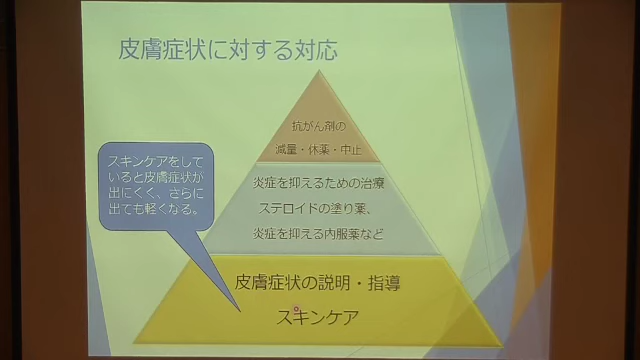 皮膚症状に対する対応
抗がん剤の
減量・休薬・中止
スキンケアをして
いると皮膚症状が
出にくく、さらに
出ても軽くなる。
炎症を抑えるための治療
ステロイドの塗り薬、
炎症を抑える内服薬など
皮膚症状の説明・指導
スキンケア